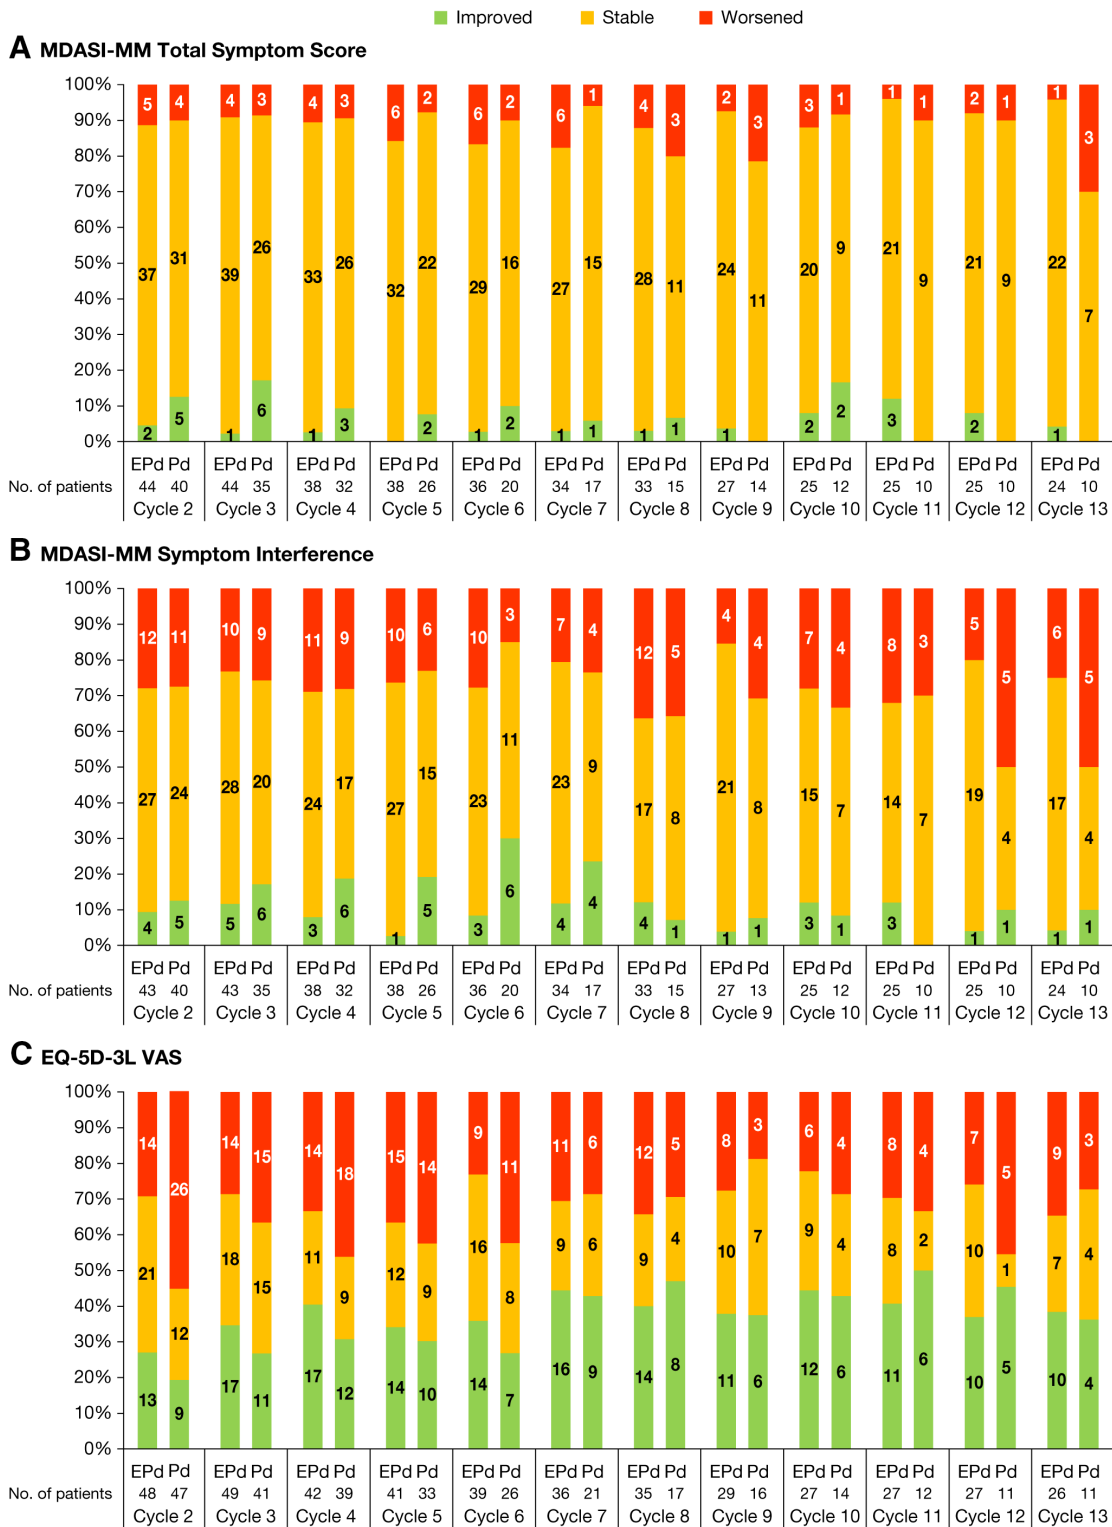 Improved Stable Worsened
A MDASI-MM Total Symptom Score
100%
5 4 4 3 4 3 6 2 6 2 6 1 4 3 2 3 3 1 1 1 2 1 1 3
90%
80%
70%
60%
50%
37 31 39 26 33 26 32 22 29 16 27 15 28 11 24 11 20 9 21 9 21 9 22 7
40%
30%
20%
10%
2 5 1 6 1 3 2 1 2 1 1 1 1 1 2 2 3 2 1
0%
EPd Pd EPd Pd EPd Pd EPd Pd EPd Pd EPd Pd EPd Pd EPd Pd EPd Pd EPd Pd EPd Pd EPd Pd
No. of patients 44 40 44 35 38 32 38 26 36 20 34 17 33 15 27 14 25 12 25 10 25 10 24 10
Cycle 2 Cycle 3 Cycle 4 Cycle 5 Cycle 6 Cycle 7 Cycle 8 Cycle 9 Cycle 10 Cycle 11 Cycle 12 Cycle 13
B MDASI-MM Symptom Interference
100%
90%
12 11 10 9 11 9 10 6 10 3 7 4 12 5 4 4 7 4 8 3 5 5 6 5
80%
70%
60%
50%
27 24 28 20 24 17 27 15 23 11 23 9 17 8 21 8 15 7 14 7 19 4 17 4
40%
30%
20%
10%
4 5 5 6 3 6 1 5 3 6 4 4 4 1 1 1 3 1 3 1 1 1 1
0%
EPd Pd EPd Pd EPd Pd EPd Pd EPd Pd EPd Pd EPd Pd EPd Pd EPd Pd EPd Pd EPd Pd EPd Pd
No. of patients 43 40 43 35 38 32 38 26 36 20 34 17 33 15 27 13 25 12 25 10 25 10 24 10
Cycle 2 Cycle 3 Cycle 4 Cycle 5 Cycle 6 Cycle 7 Cycle 8 Cycle 9 Cycle 10 Cycle 11 Cycle 12 Cycle 13
C EQ-5D-3L VAS
100%
90%
14 26 14 15 14 18 15 14 9 11 11 6 12 5 8 3 6 4 8 4 7 5 9 3
80%
70%
60%
50%
21 12 18 15 11 9 12 9 16 8 9 6 9 4 10 7 9 4 8 2 10 1 7 4
40%
30%
20%
13 9 17 11 17 12 14 10 14 7 16 9 14 8 11 6 12 6 11 6 10 5 10 4
10%
0%
EPd Pd EPd Pd EPd Pd EPd Pd EPd Pd EPd Pd EPd Pd EPd Pd EPd Pd EPd Pd EPd Pd EPd Pd
No. of patients 48 47 49 41 42 39 41 33 39 26 36 21 35 17 29 16 27 14 27 12 27 11 26 11
Cycle 2 Cycle 3 Cycle 4 Cycle 5 Cycle 6 Cycle 7 Cycle 8 Cycle 9 Cycle 10 Cycle 11 Cycle 12 Cycle 13